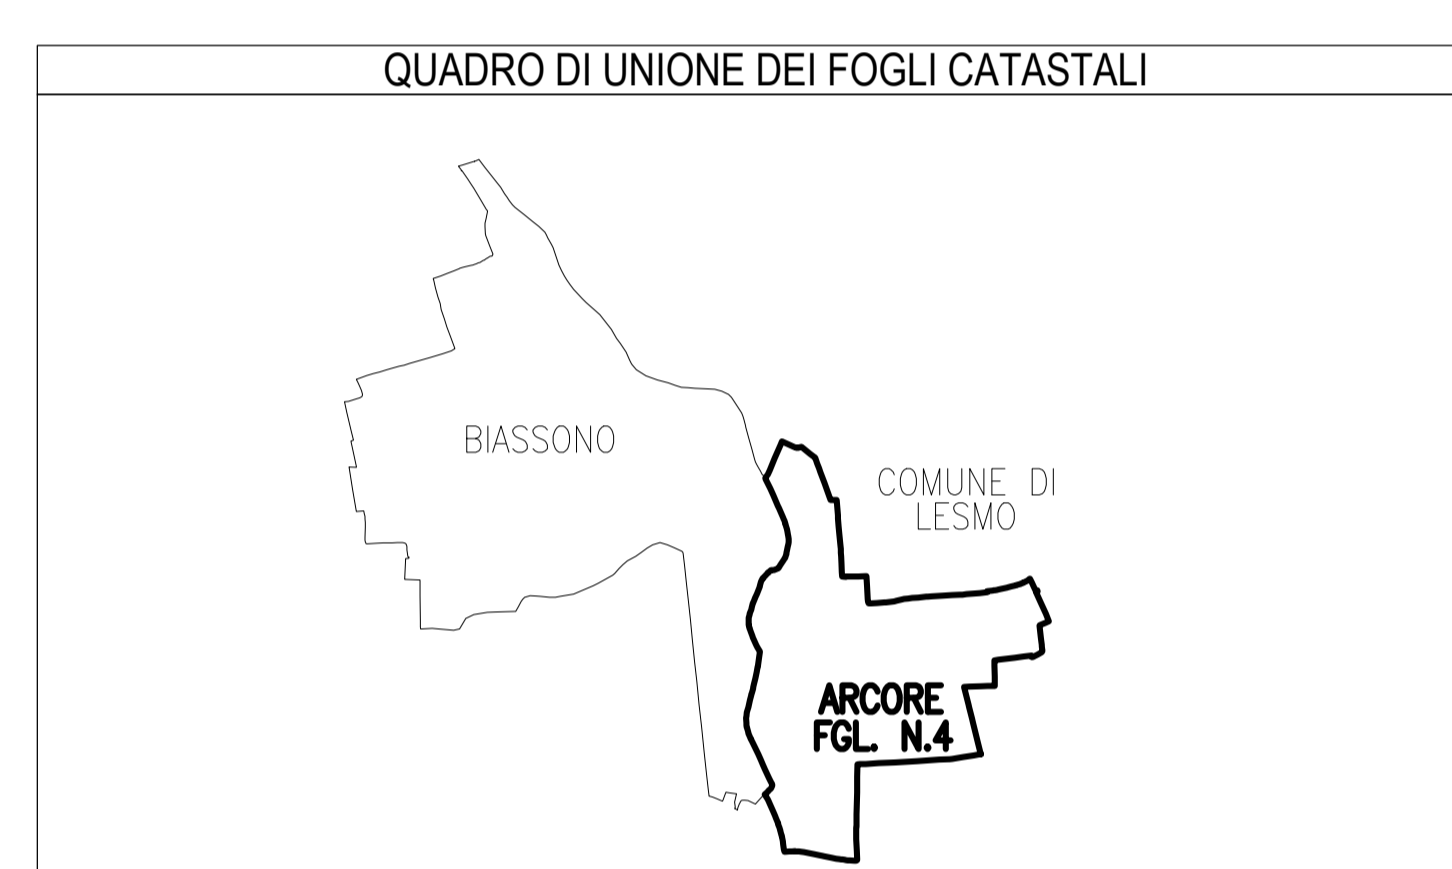 QUADRO DI UNIONE DEI FOGLI CATASTALI
BIASSONO
COMUNE DI
LESMO
ARCORE
FGL. N.4